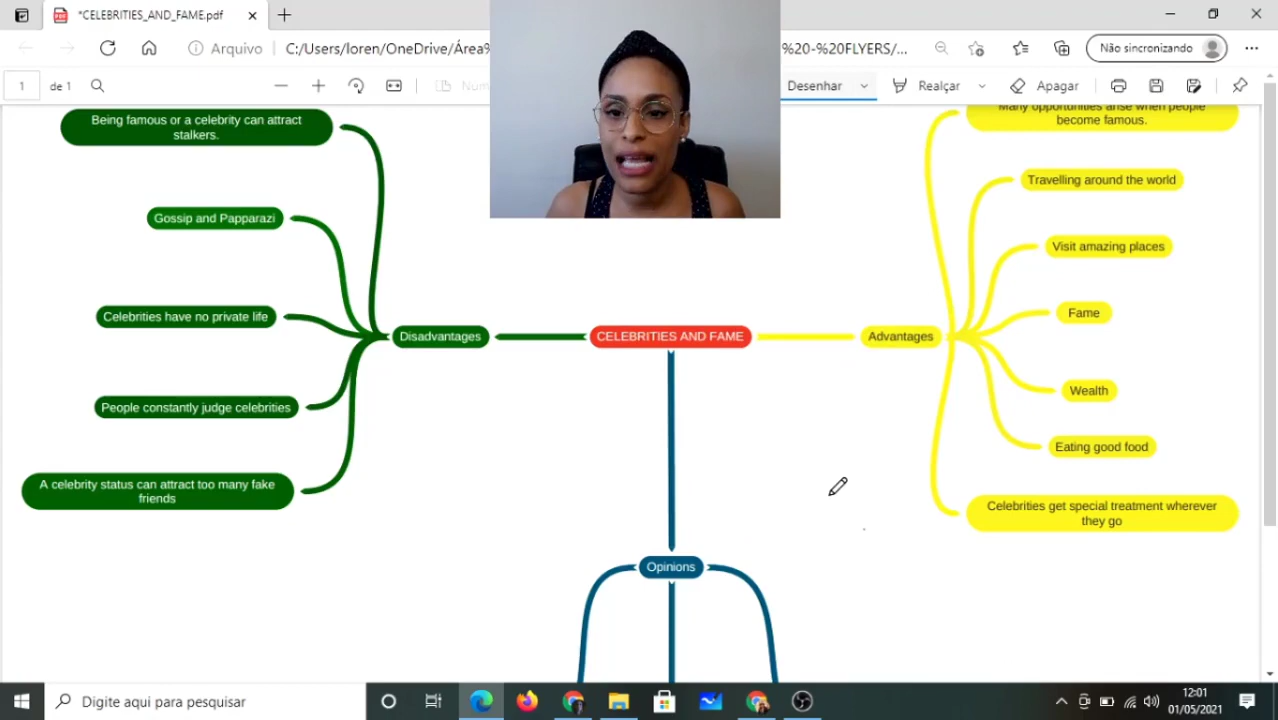 *CELEBRITIES_AND_FAME.pdf
Arquivo
C:/Users/loren/OneDrive/Área%
%20-%20FLYERS/...
Não sincronizando
1
de 1
Desenhar
Realçar
Apagar
Being famous or a celebrity can attract
stalkers.
Gossip and Papparazi
Celebrities have no private life
People constantly judge celebrities
A celebrity status can attract too many fake
friends
Disadvantages
CELEBRITIES AND FAME
Advantages
Many opportunities arise when people
become famous.
Travelling around the world
Visit amazing places
Fame
Wealth
Eating good food
Celebrities get special treatment wherever
they go
Opinions
Digite aqui para pesquisar
12:01
01/05/2021